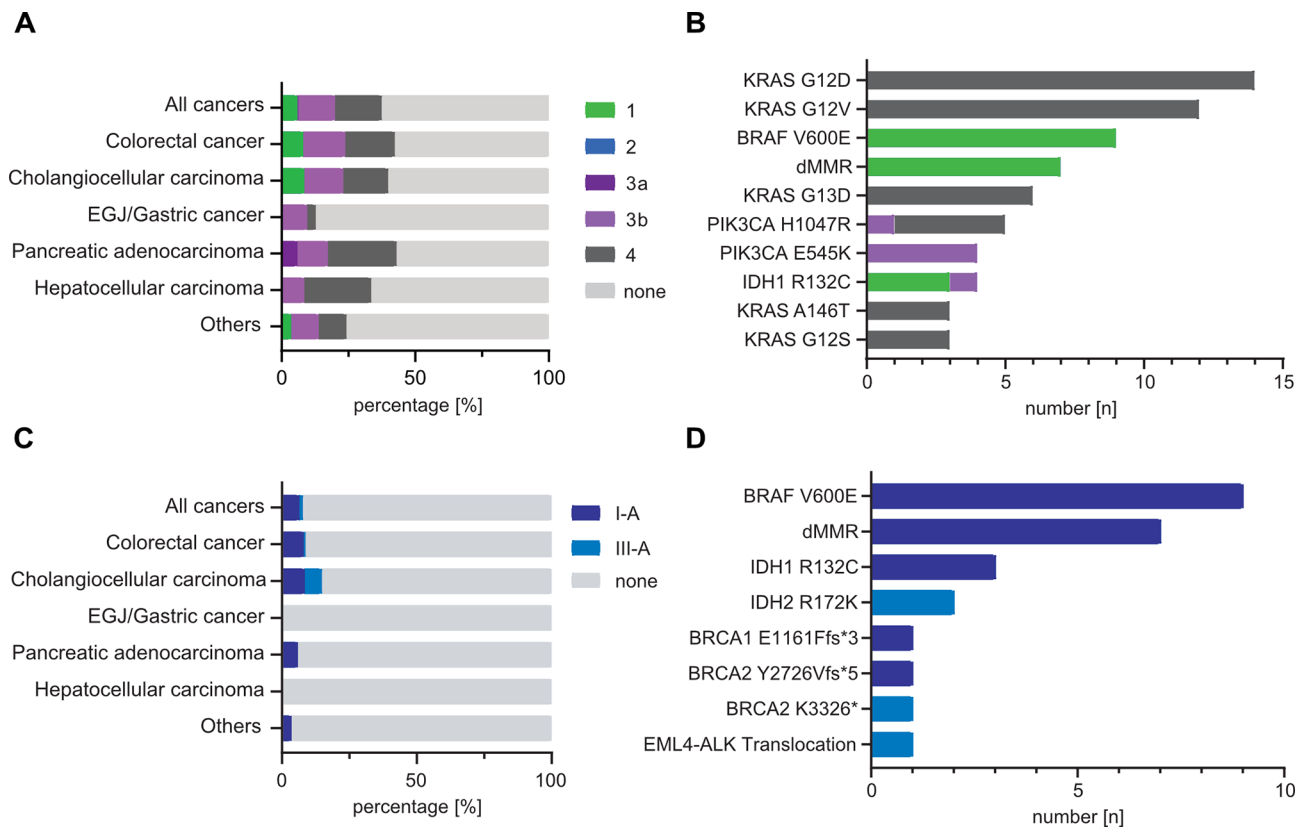 A
All cancers
Colorectal cancer
Cholangiocellular carcinoma
EGJ/Gastric cancer
Pancreatic adenocarcinoma
Hepatocellular carcinoma
Others
0
50
100
percentage [%]
1
2
3a
3b
4
none
B
KRAS G12D
KRAS G12V
BRAF V600E
dMMR
KRAS G13D
PIK3CA H1047R
PIK3CA E545K
IDH1 R132C
KRAS A146T
KRAS G12S
0
5
10
15
number [n]
C
All cancers
Colorectal cancer
Cholangiocellular carcinoma
EGJ/Gastric cancer
Pancreatic adenocarcinoma
Hepatocellular carcinoma
Others
0
50
100
percentage [%]
I-A
III-A
none
D
BRAF V600E
dMMR
IDH1 R132C
IDH2 R172K
BRCA1 E1161Ffs*3
BRCA2 Y2726Vfs*5
BRCA2 K3326*
EML4-ALK Translocation
0
5
10
number [n]